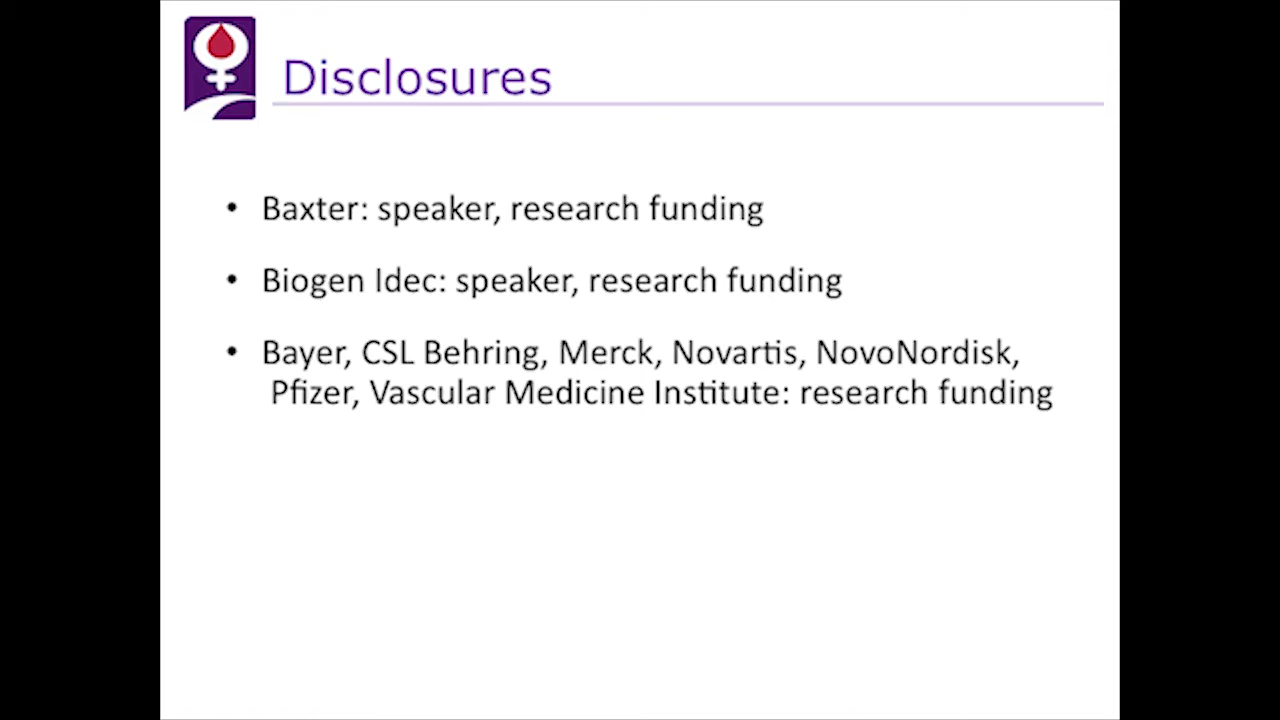 Disclosures
• Baxter: speaker, research funding
• Biogen Idec: speaker, research funding
• Bayer, CSL Behring, Merck, Novartis, NovoNordisk,
Pfizer, Vascular Medicine Institute: research funding